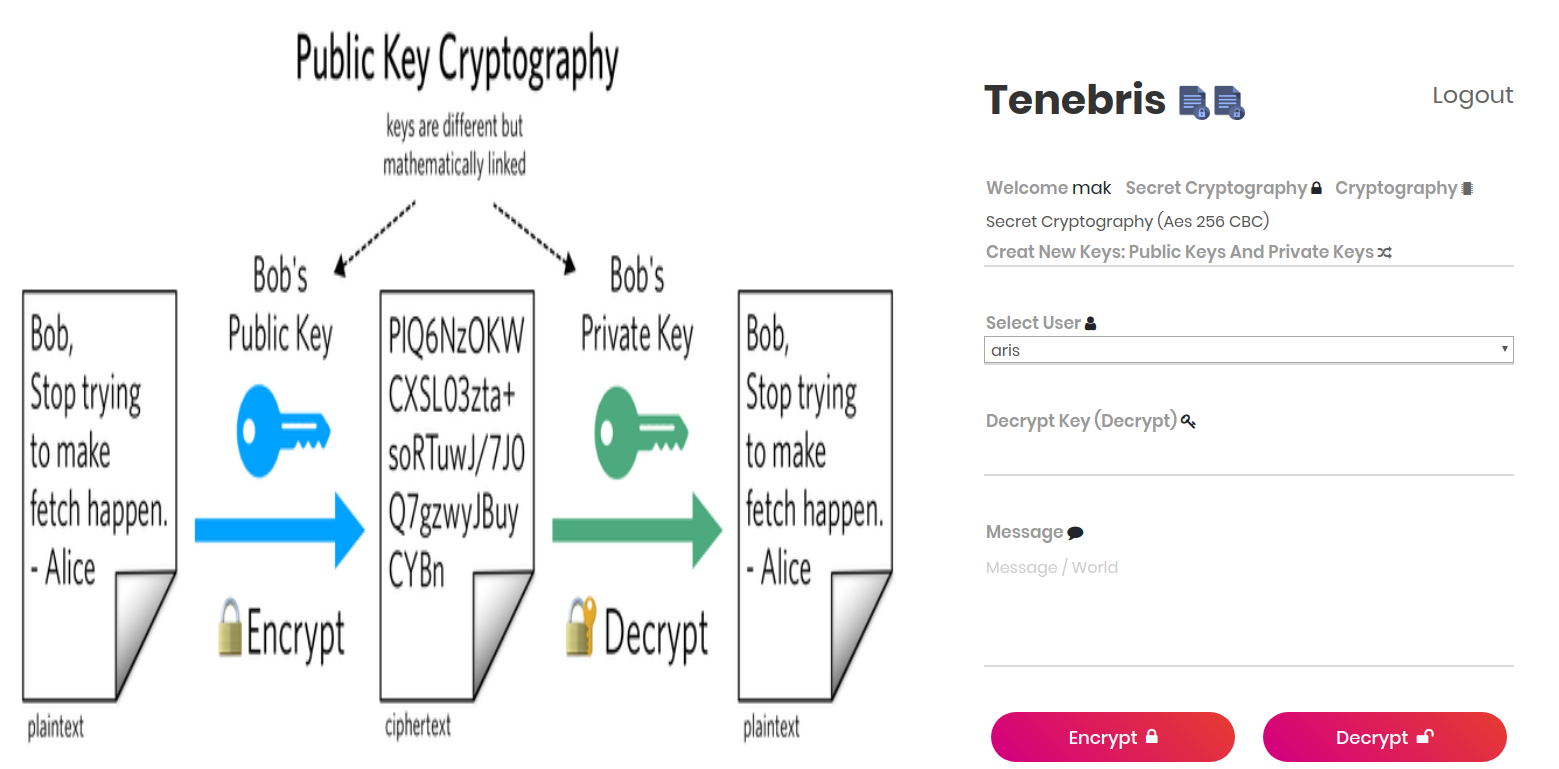 Public Key Cryptography
keys are different but
mathematically linked
Bob's
Public Key
Bob's
Private Key
Bob,
Stop trying
to make
fetch happen.
- Alice
plaintext
Encrypt
PIQ6NzOKW
CXSL03zta+
soRTuwJ/7JO
Q7gzwyJBuy
CYBn
ciphertext
Decrypt
Bob,
Stop trying
to make
fetch happen.
- Alice
plaintext
Tenebris
Logout
Welcome mak Secret Cryptography Cryptography
Secret Cryptography (Aes 256 CBC)
Creat New Keys: Public Keys And Private Keys
Select User
aris
Decrypt Key (Decrypt)
Message
Message / World
Encrypt
Decrypt